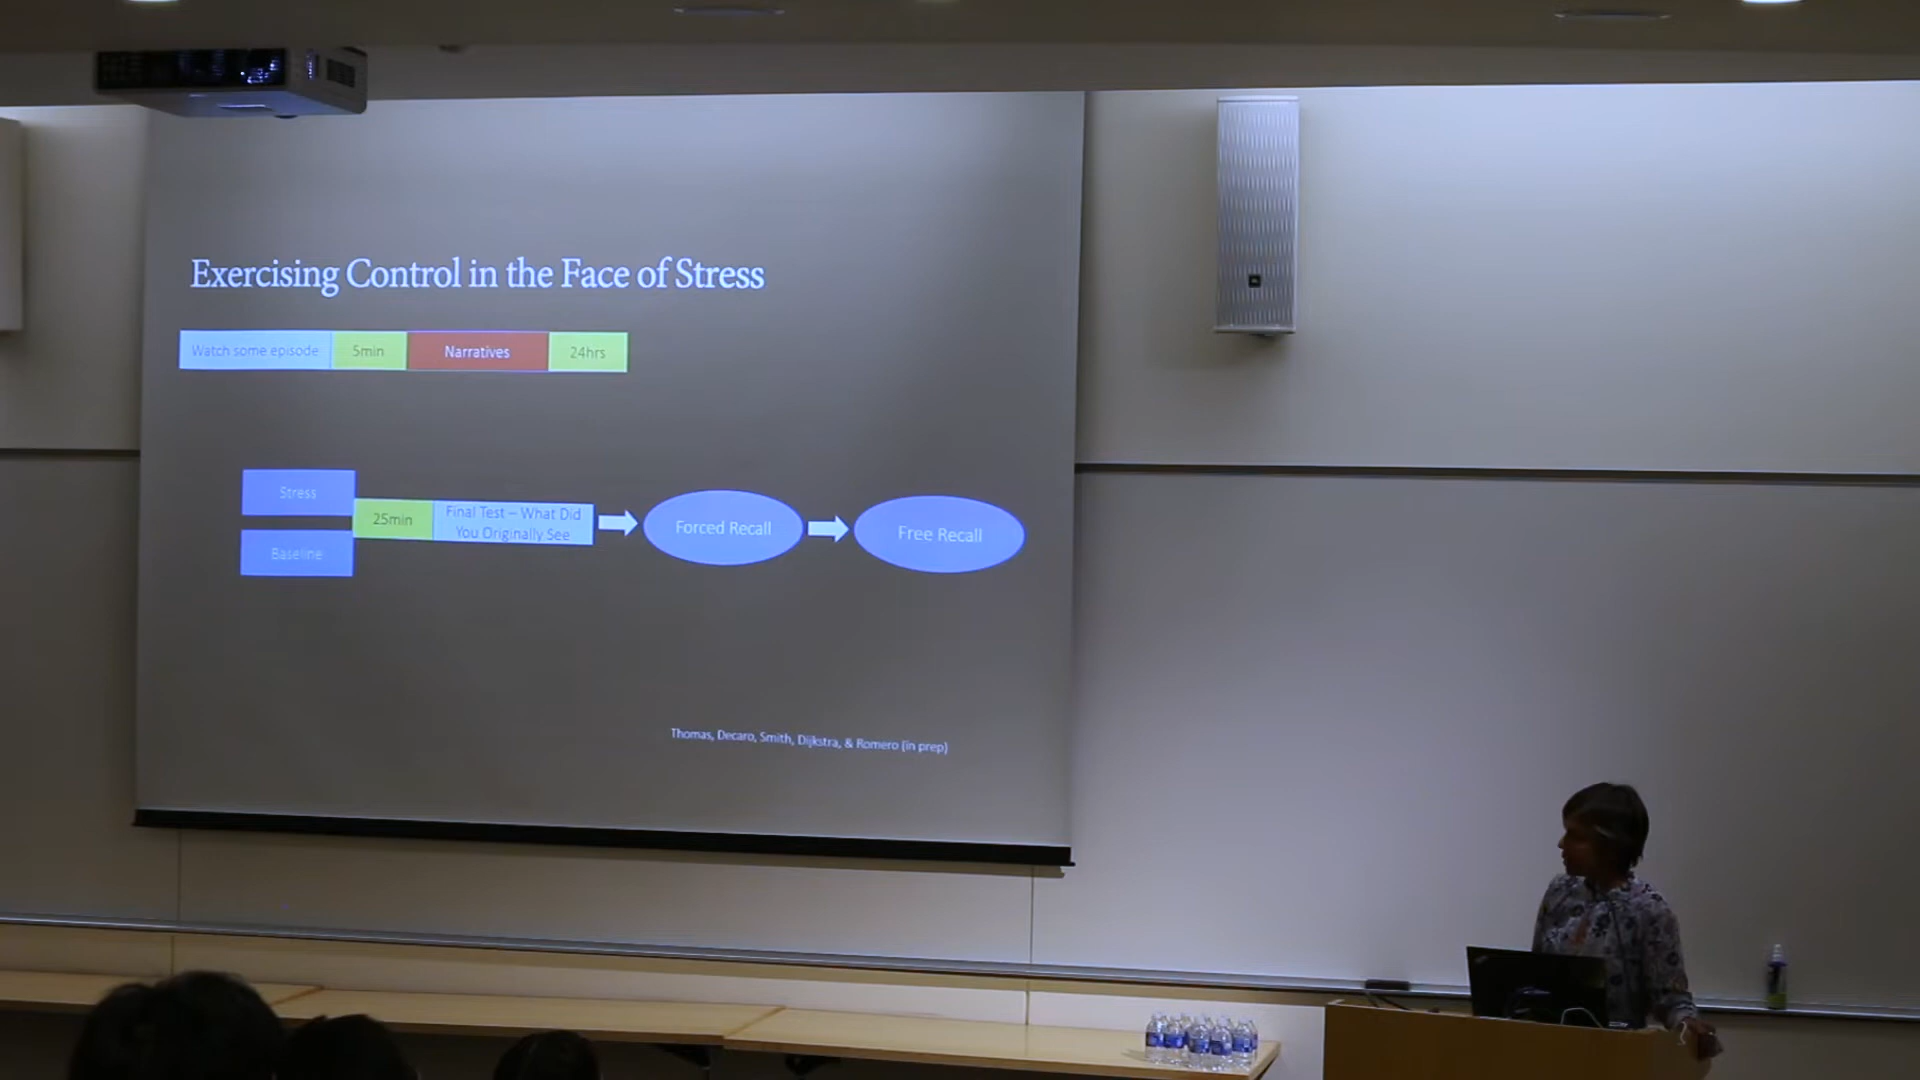 Exercising Control in the Face of Stress
Watch some episode 5min Narratives 24hrs
Stress
25min
Final Test – What Did
You Originally See
Forced Recall
Free Recall
Baseline
Thomas, Decaro, Smith, Dijkstra, & Romero (in prep)